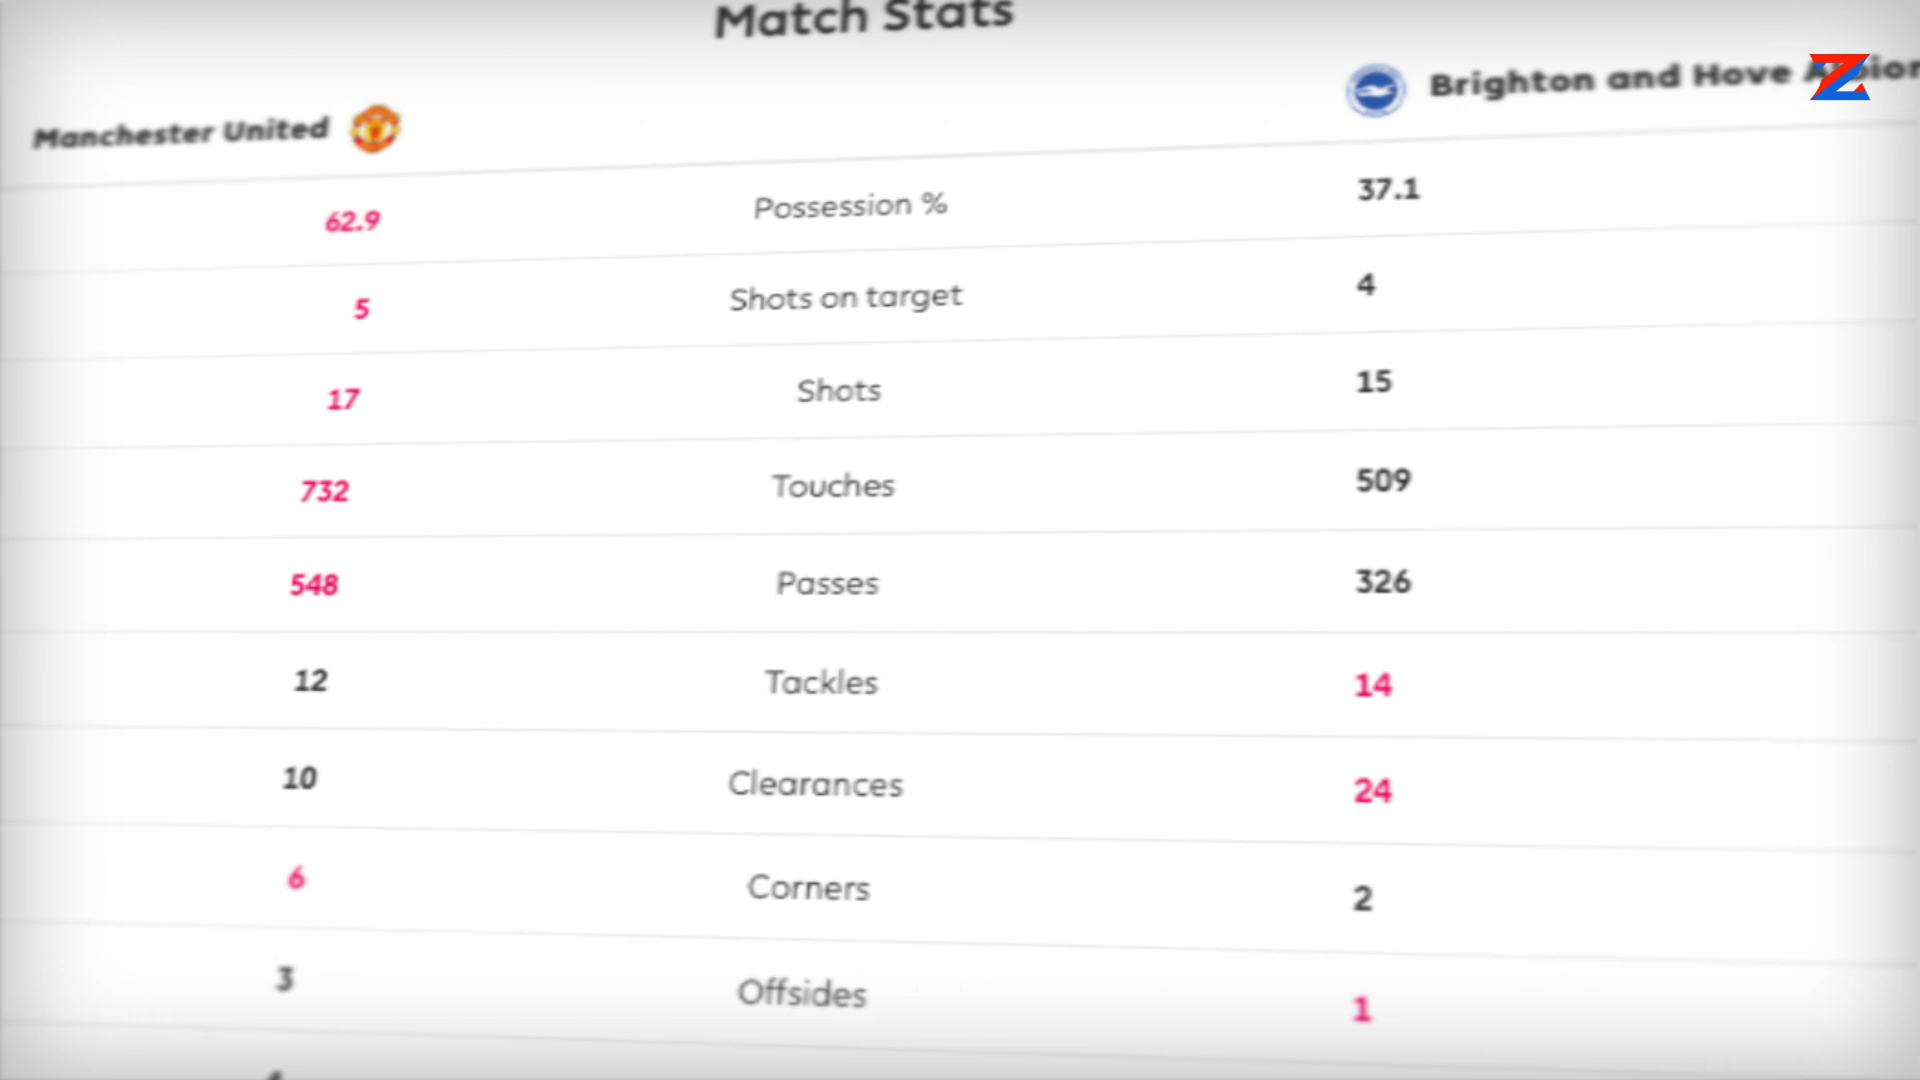 Match Stats
Manchester United
Brighton and Hove Albion
62.9 Possession % 37.1
5 Shots on target 4
17 Shots 15
732 Touches 509
548 Passes 326
12 Tackles 14
10 Clearances 24
6 Corners 2
3 Offsides 1